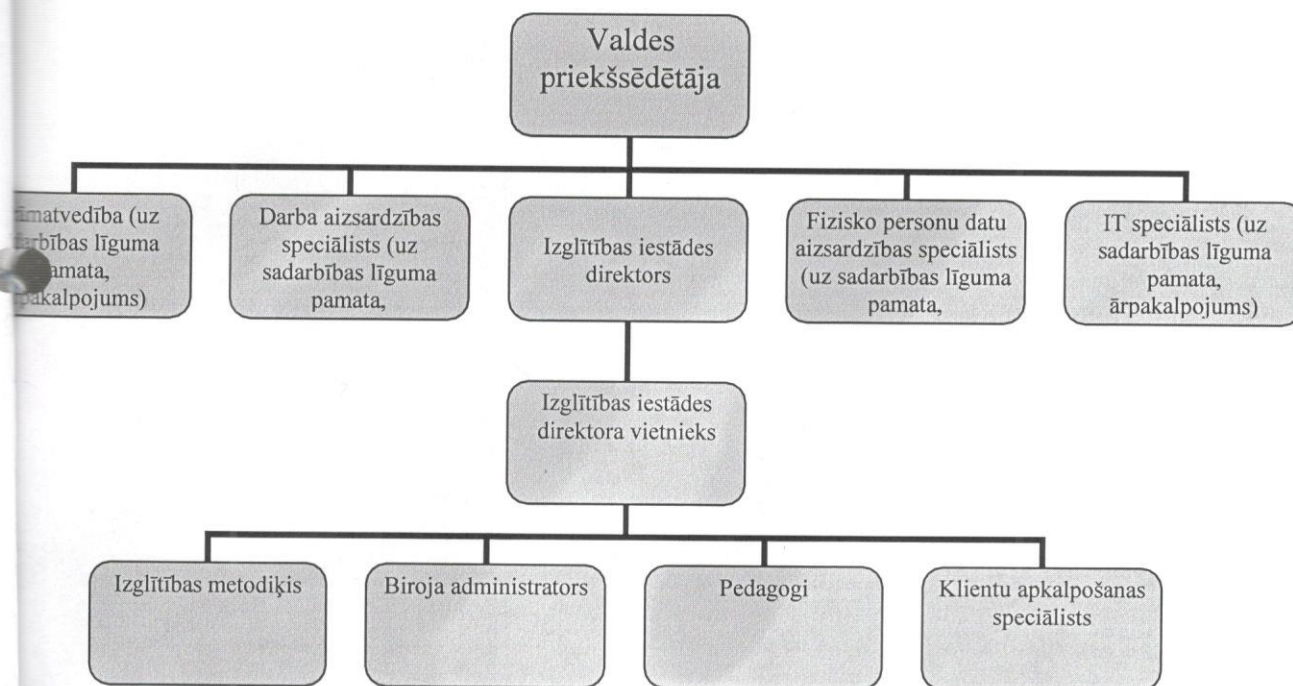 Valdes
priekšsēdētāja
(uz
līguma
Darba aizsardzības
speciālists (uz
sadarbības līguma
pamata,
Izglītības iestādes
direktors
Fizisko personu datu
aizsardzības speciālists
(uz sadarbības līguma
pamata,
IT speciālists (uz
sadarbības līguma
pamata,
ārpakalpojums)
Izglītības iestādes
direktora vietnieks
Izglītības metodiķis
Biroja administrators
Pedagogi
Klientu apkalpošanas
speciālists